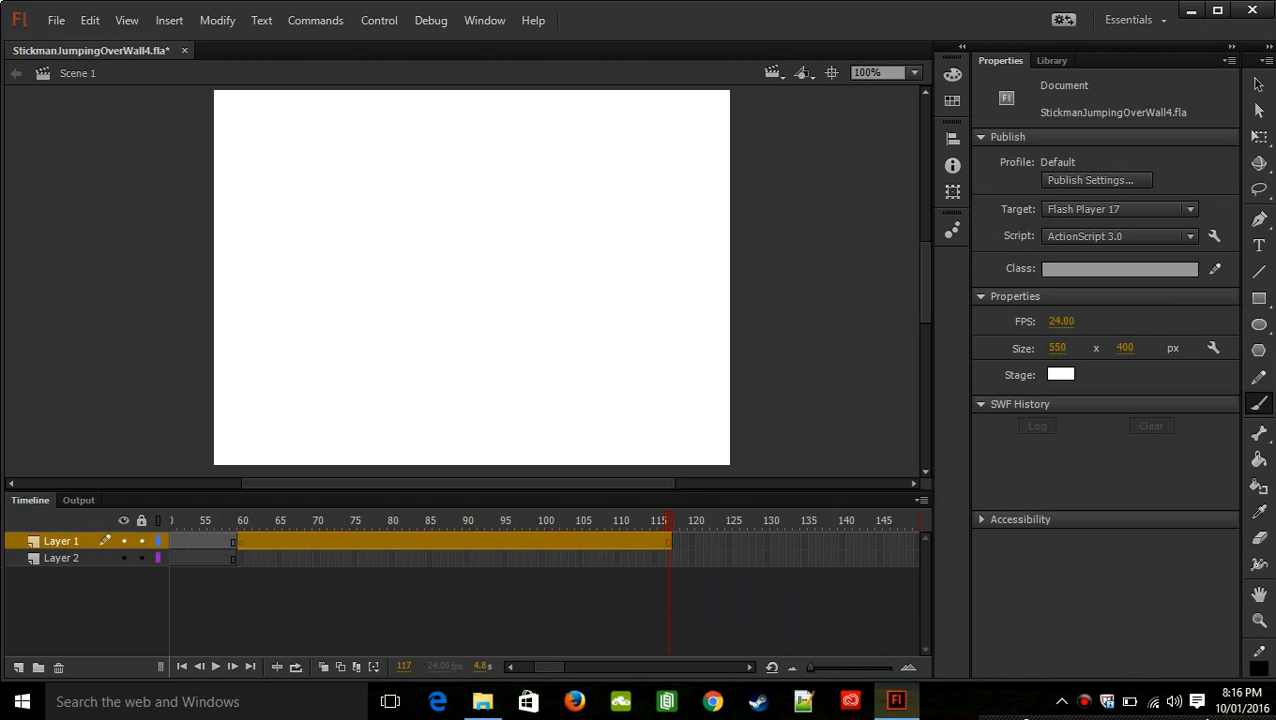 Fl File Edit View Insert Modify Text Commands Control Debug Window Help Essentials
StickmanJumpingOverWall4.fla*
Scene 1 100%
Properties Library
Document
Fl StickmanJumpingOverWall4.fla
Publish
Profile: Default
Publish Settings...
Target: Flash Player 17
Script: ActionScript 3.0
Class:
Properties
FPS: 24.00
Size: 550 x 400 px
Stage:
SWF History
Log Clear
Accessibility
Timeline Output
55 60 65 70 75 80 85 90 95 100 105 110 115 120 125 130 135 140 145
Layer 1
Layer 2
117 24.00 fps 4.8 s
Search the web and Windows
8:16 PM
10/01/2016